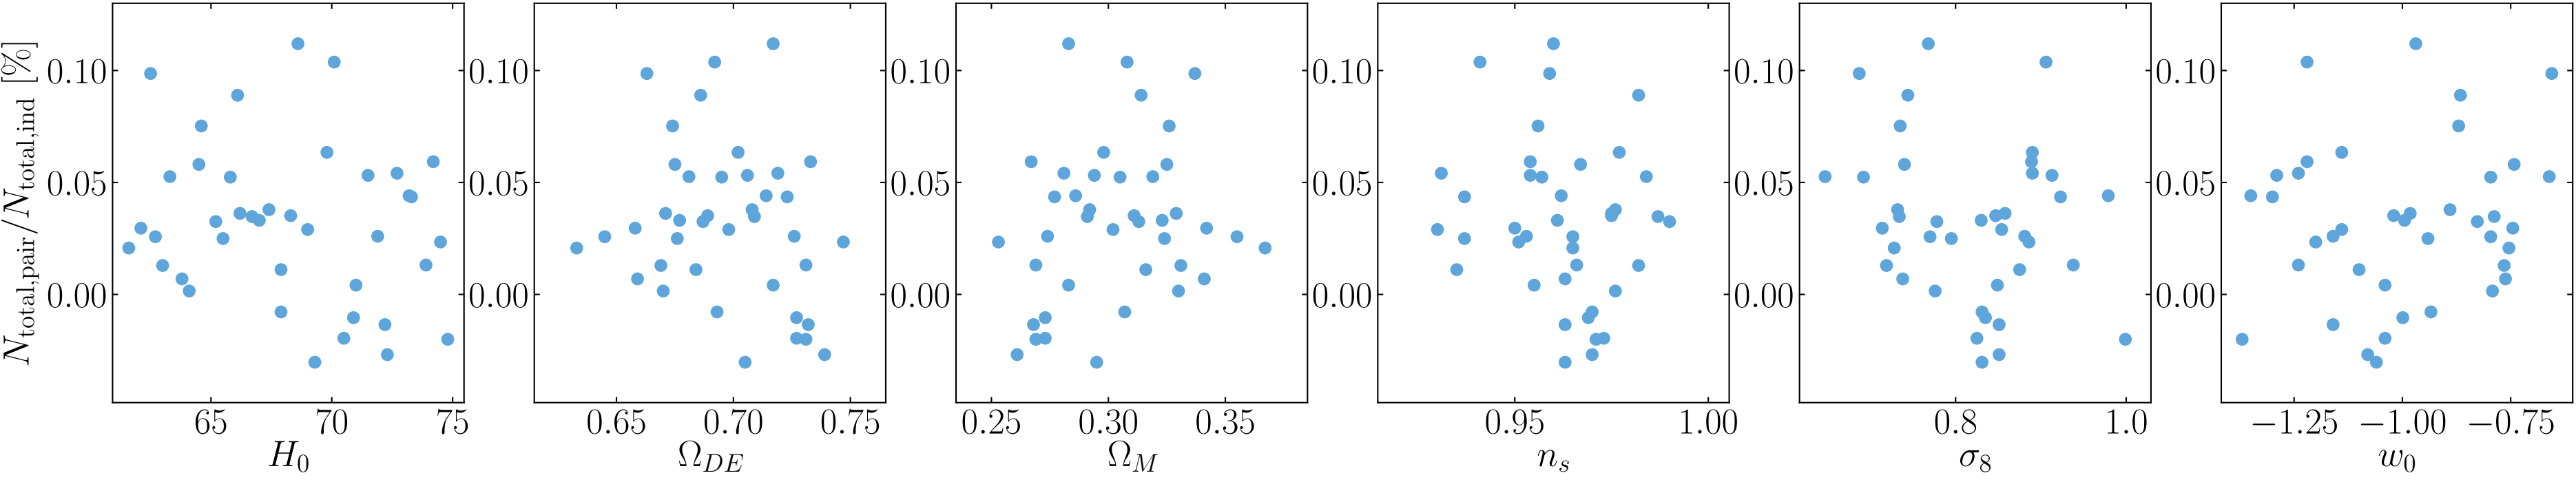 N_total,pair/N_total,ind [%]
0.10 0.05 0.00
65 70 75
H_0
0.10 0.05 0.00
0.65 0.70 0.75
Ω_DE
0.10 0.05 0.00
0.25 0.30 0.35
Ω_M
0.10 0.05 0.00
0.95 1.00
n_s
0.10 0.05 0.00
0.8 1.0
σ_8
0.10 0.05 0.00
−1.25 −1.00 −0.75
w_0